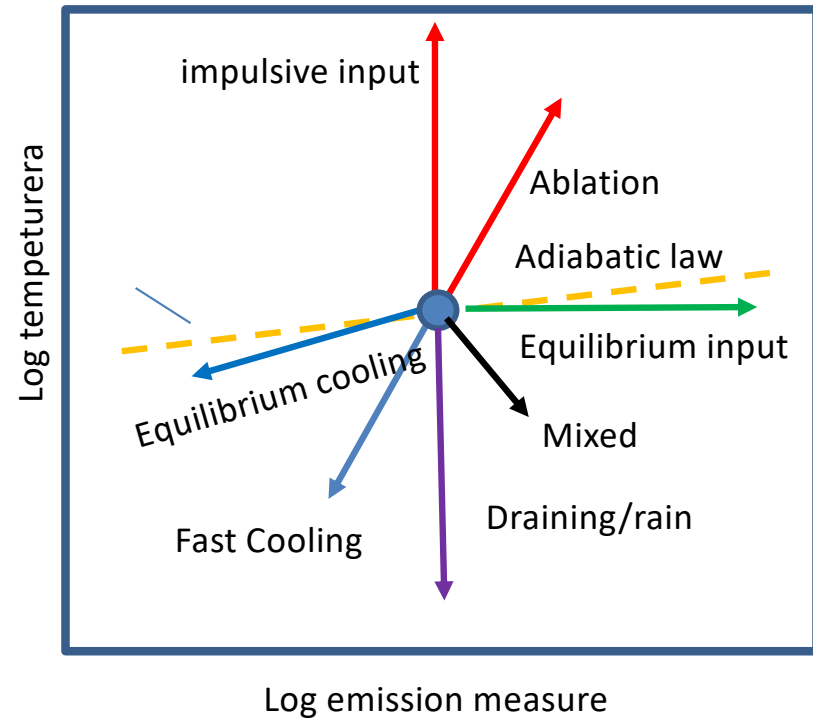 impulsive input
Ablation
Adiabatic law
Equilibrium input
Equilibrium cooling
Mixed
Draining/rain
Fast Cooling
Log tempeturera
Log emission measure